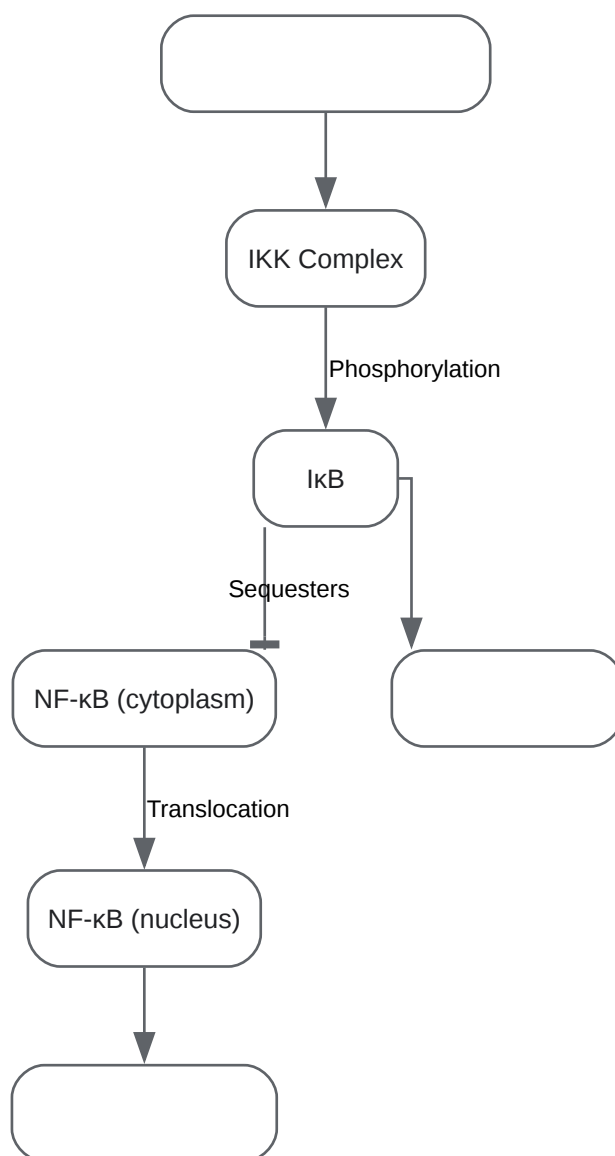 IKK Complex
Phosphorylation
IκB
Sequesters
NF-κB (cytoplasm)
Translocation
NF-κB (nucleus)